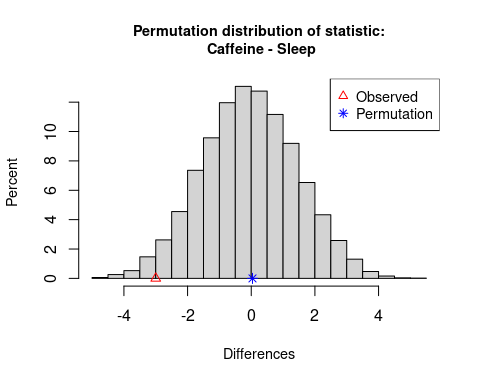 Permutation distribution of statistic:
Caffeine - Sleep
Observed
Permutation
Percent
10
8
6
4
2
0
-4 -2 0 2 4
Differences